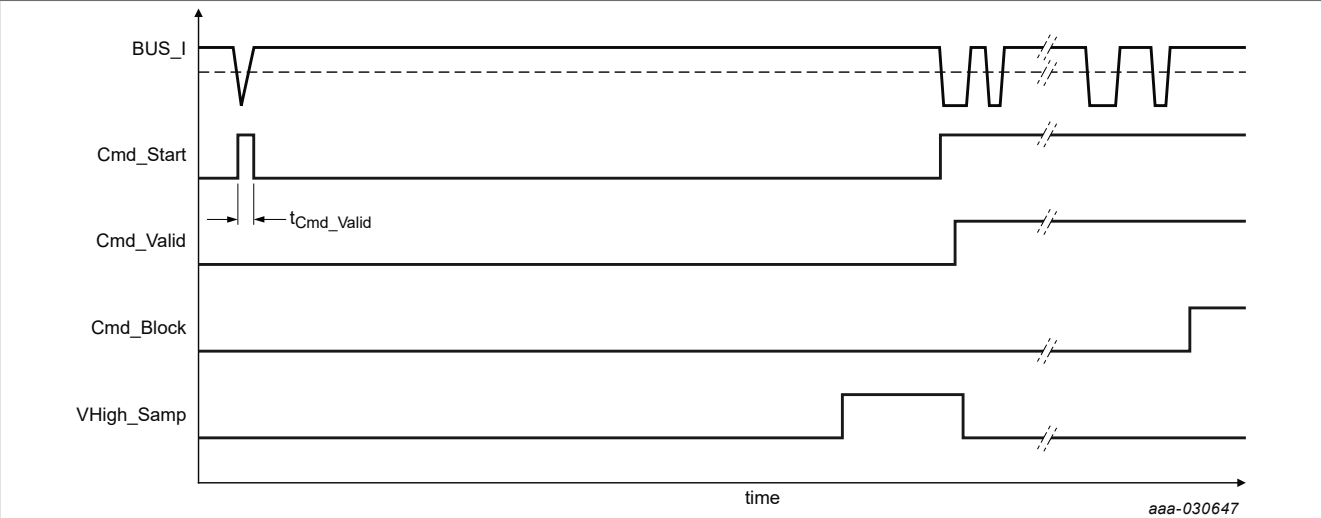 BUS_I
Cmd_Start
tCmd_Valid
Cmd_Valid
Cmd_Block
VHigh_Samp
time
aaa-030647